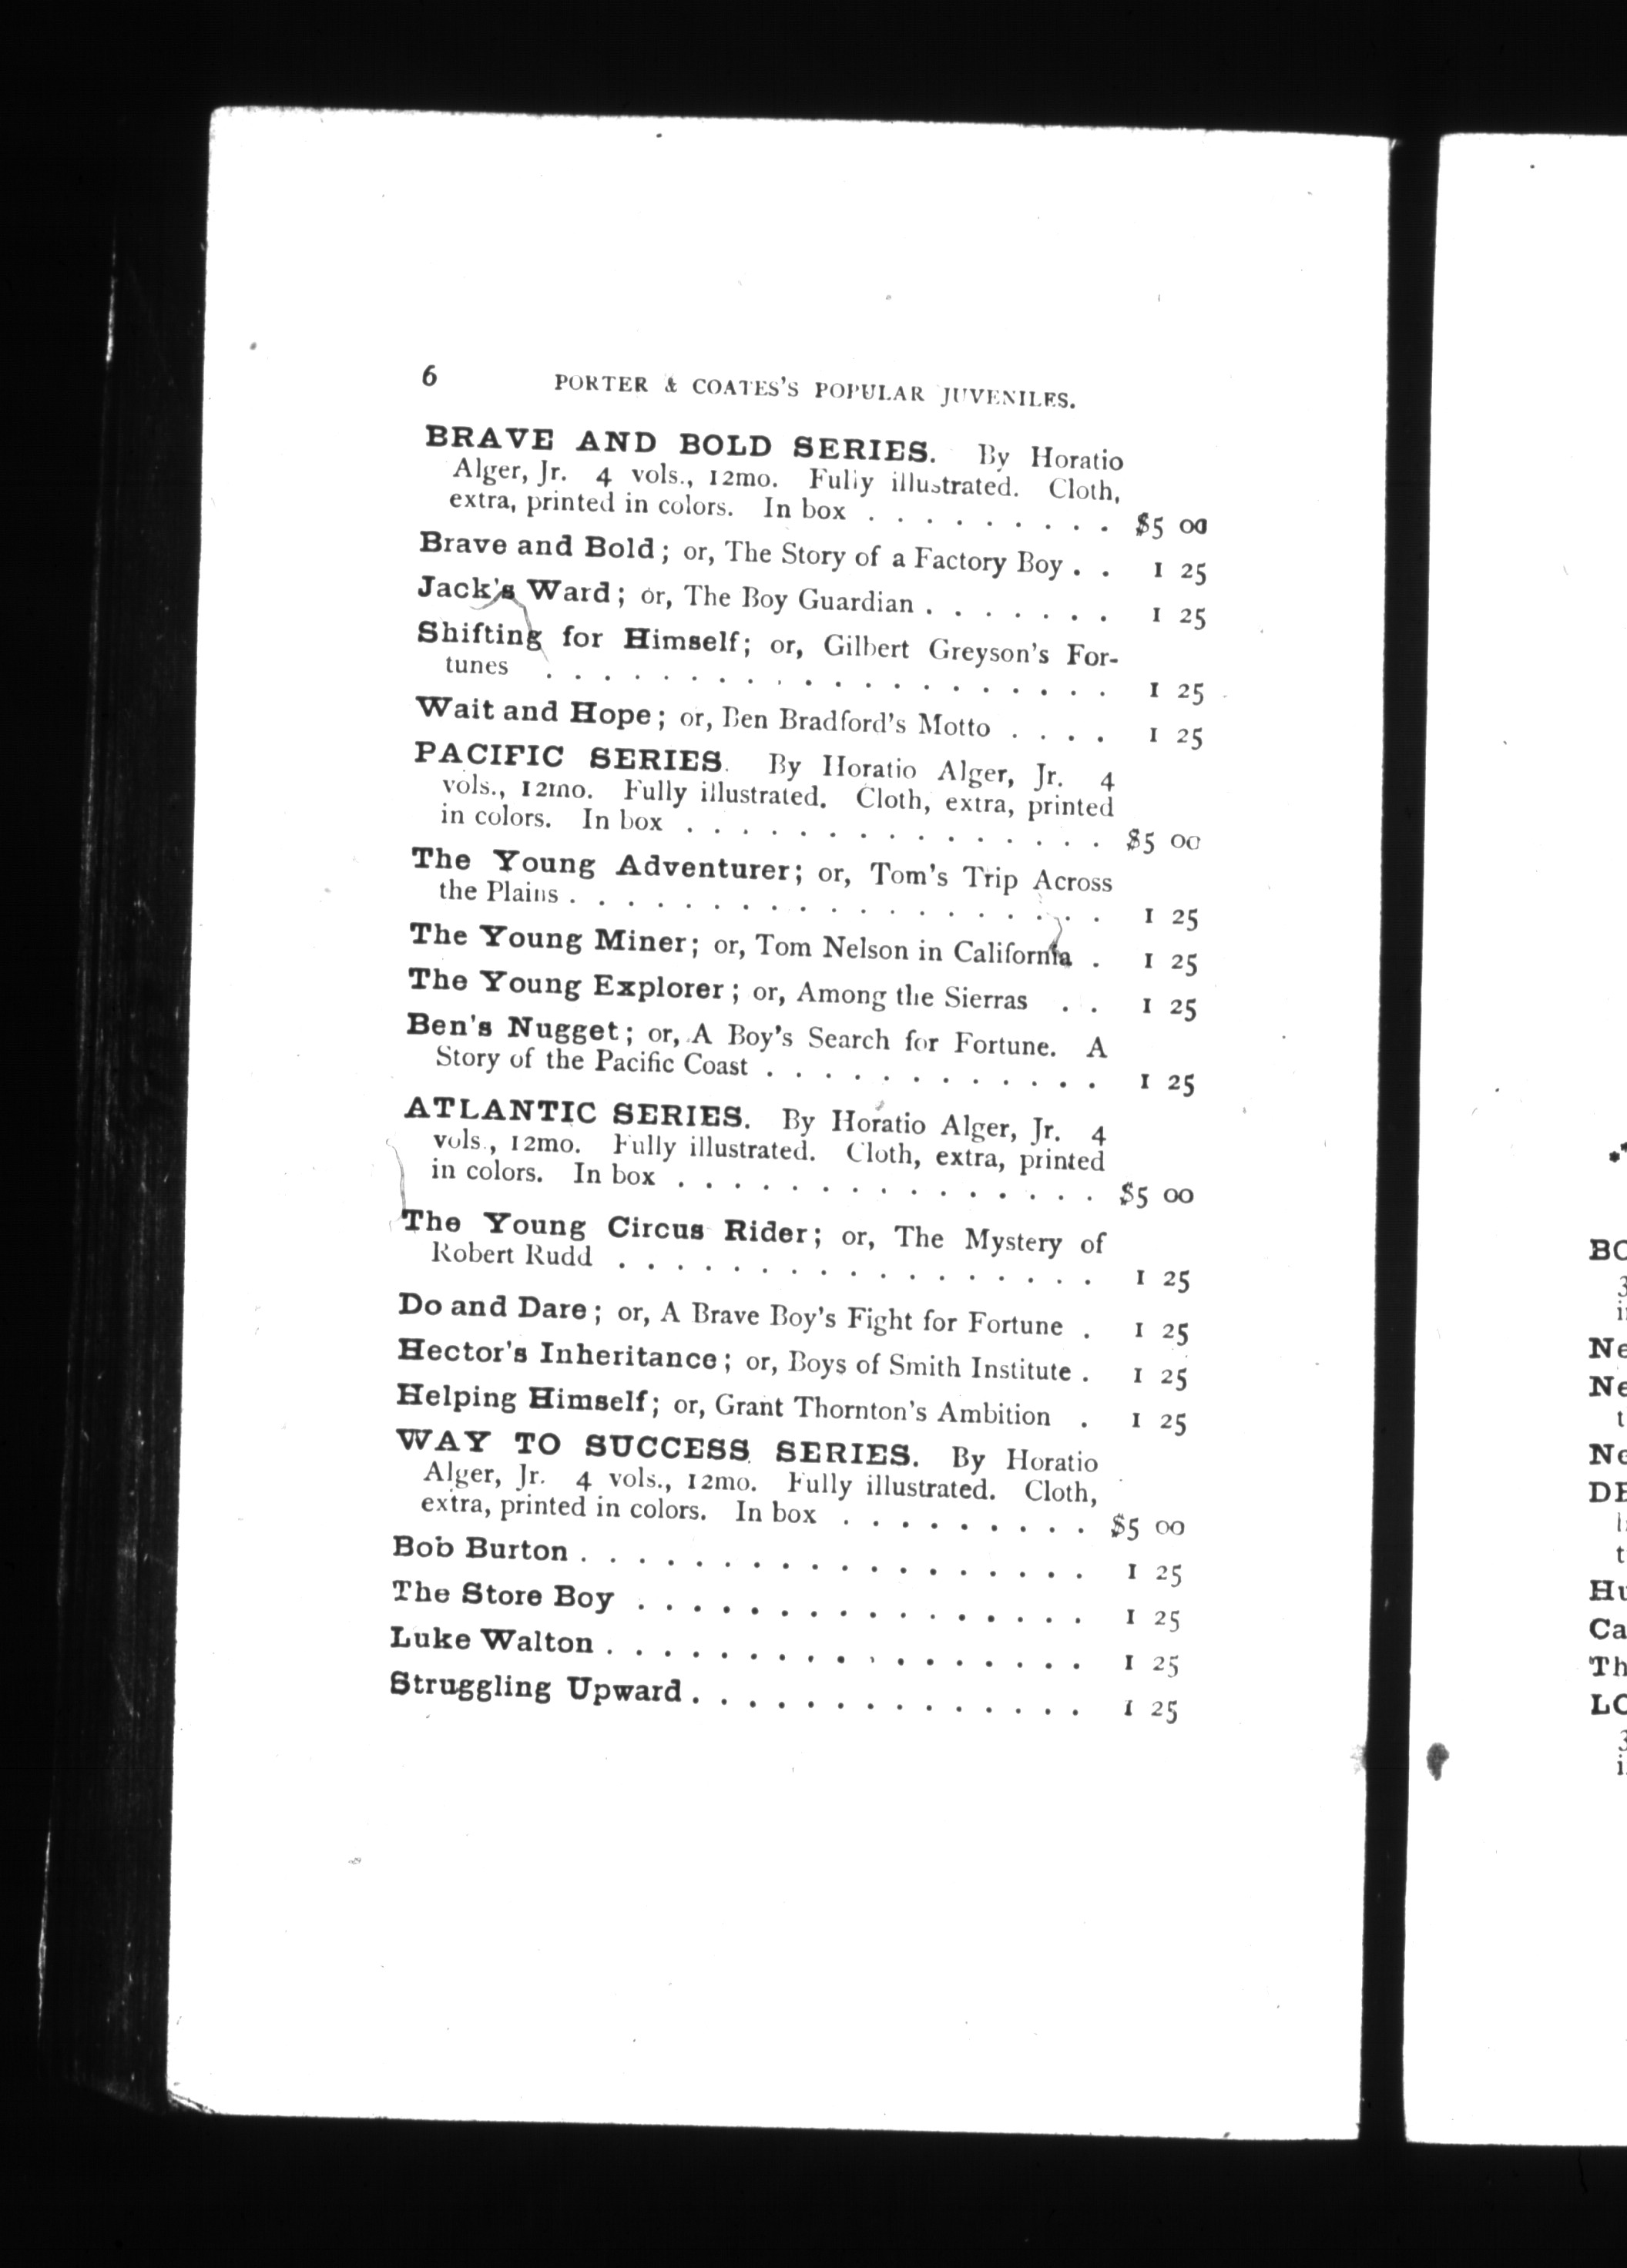 6 PORTER & COATES'S POPULAR JUVENILES.
BRAVE AND BOLD SERIES. By Horatio
Alger, Jr. 4 vols., 12mo. Fully illustrated. Cloth,
extra, printed in colors. In box . . . . . . . . . $5 00
Brave and Bold; or, The Story of a Factory Boy . . 1 25
Jack's Ward; or, The Boy Guardian . . . . . . . 1 25
Shifting for Himself; or, Gilbert Greyson's For-
tunes . . . . . . . . . . . . . . . . . . . . 1 25
Wait and Hope; or, Ben Bradford's Motto . . . . 1 25
PACIFIC SERIES. By Horatio Alger, Jr. 4
vols., 12mo. Fully illustrated. Cloth, extra, printed
in colors. In box . . . . . . . . . . . . . . . $5 00
The Young Adventurer; or, Tom's Trip Across
the Plains . . . . . . . . . . . . . . . . . . . 1 25
The Young Miner; or, Tom Nelson in California . 1 25
The Young Explorer; or, Among the Sierras . . 1 25
Ben's Nugget; or, A Boy's Search for Fortune. A
Story of the Pacific Coast . . . . . . . . . . . . 1 25
ATLANTIC SERIES. By Horatio Alger, Jr. 4
vols., 12mo. Fully illustrated. Cloth, extra, printed
in colors. In box . . . . . . . . . . . . . . . $5 00
The Young Circus Rider; or, The Mystery of
Robert Rudd . . . . . . . . . . . . . . . . . 1 25
Do and Dare; or, A Brave Boy's Fight for Fortune . 1 25
Hector's Inheritance; or, Boys of Smith Institute . 1 25
Helping Himself; or, Grant Thornton's Ambition . 1 25
WAY TO SUCCESS SERIES. By Horatio
Alger, Jr. 4 vols., 12mo. Fully illustrated. Cloth,
extra, printed in colors. In box . . . . . . . . . $5 00
Bob Burton . . . . . . . . . . . . . . . . . . 1 25
The Store Boy . . . . . . . . . . . . . . . . 1 25
Luke Walton . . . . . . . . . . . . . . . . . 1 25
Struggling Upward . . . . . . . . . . . . . . 1 25